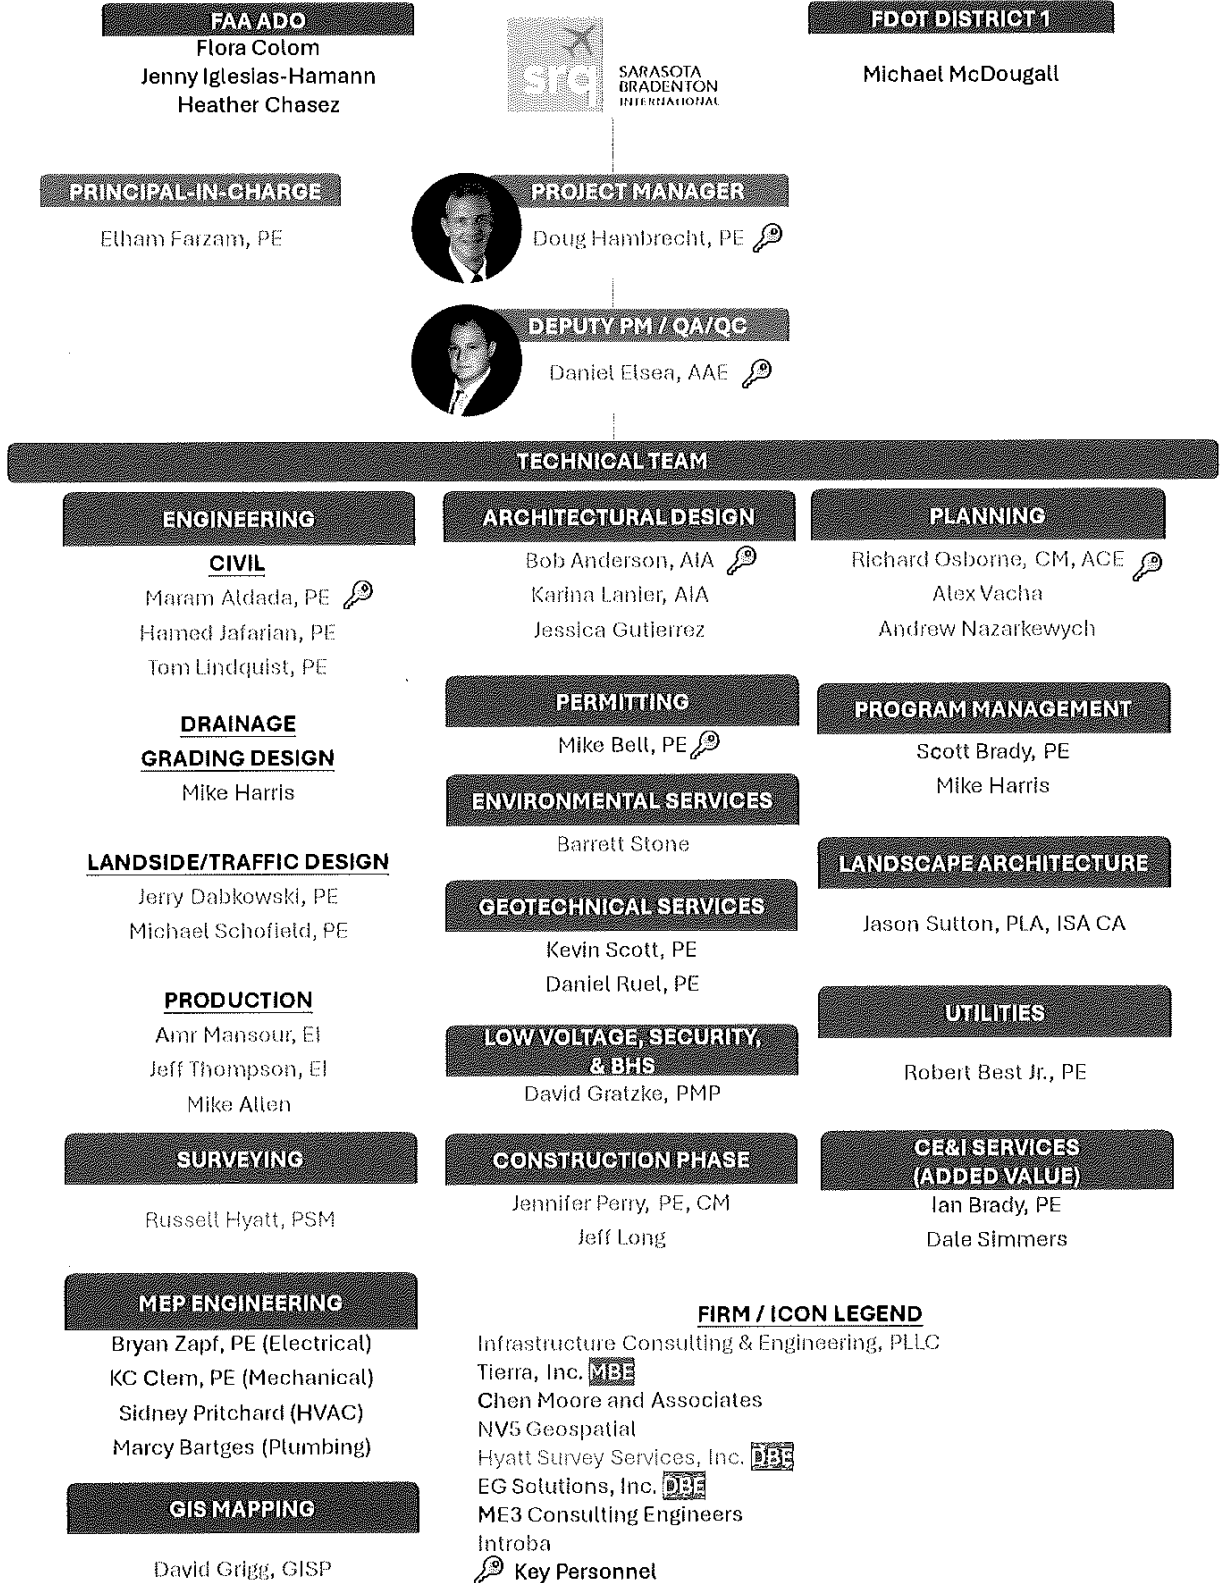 FAA ADO
Flora Colom
Jenny Iglesias-Hamann
Heather Chasez
srq
SARASOTA
BRADENTON
INTERNATIONAL
FDOT DISTRICT 1
Michael McDougall
PRINCIPAL-IN-CHARGE
Elham Farzam, PE
PROJECT MANAGER
Doug Hambrecht, PE
DEPUTY PM / QA/QC
Daniel Elsea, AAE
TECHNICAL TEAM
ENGINEERING
CIVIL
Maram Aldada, PE
Hamed Jafarian, PE
Tom Lindquist, PE
DRAINAGE
GRADING DESIGN
Mike Harris
LANDSIDE/TRAFFIC DESIGN
Jerry Dabkowski, PE
Michael Schofield, PE
PRODUCTION
Amr Mansour, EI
Jeff Thompson, EI
Mike Allen
SURVEYING
Russell Hyatt, PSM
MEP ENGINEERING
Bryan Zapf, PE (Electrical)
KC Clem, PE (Mechanical)
Sidney Pritchard (HVAC)
Marcy Bartges (Plumbing)
GIS MAPPING
David Grigg, GISP
ARCHITECTURAL DESIGN
Bob Anderson, AIA
Karina Lanier, AIA
Jessica Gutierrez
PERMITTING
Mike Bell, PE
ENVIRONMENTAL SERVICES
Barrett Stone
GEOTECHNICAL SERVICES
Kevin Scott, PE
Daniel Ruel, PE
LOW VOLTAGE, SECURITY,
& BHS
David Gratzke, PMP
CONSTRUCTION PHASE
Jennifer Perry, PE, CM
Jeff Long
PLANNING
Richard Osborne, CM, ACE
Alex Vacha
Andrew Nazarkewych
PROGRAM MANAGEMENT
Scott Brady, PE
Mike Harris
LANDSCAPE ARCHITECTURE
Jason Sutton, PLA, ISA CA
UTILITIES
Robert Best Jr., PE
CE&I SERVICES
(ADDED VALUE)
Ian Brady, PE
Dale Simmers
FIRM / ICON LEGEND
Infrastructure Consulting & Engineering, PLLC
Tierra, Inc. MBE
Chen Moore and Associates
NV5 Geospatial
Hyatt Survey Services, Inc. DBE
EG Solutions, Inc. DBE
ME3 Consulting Engineers
Introba
Key Personnel